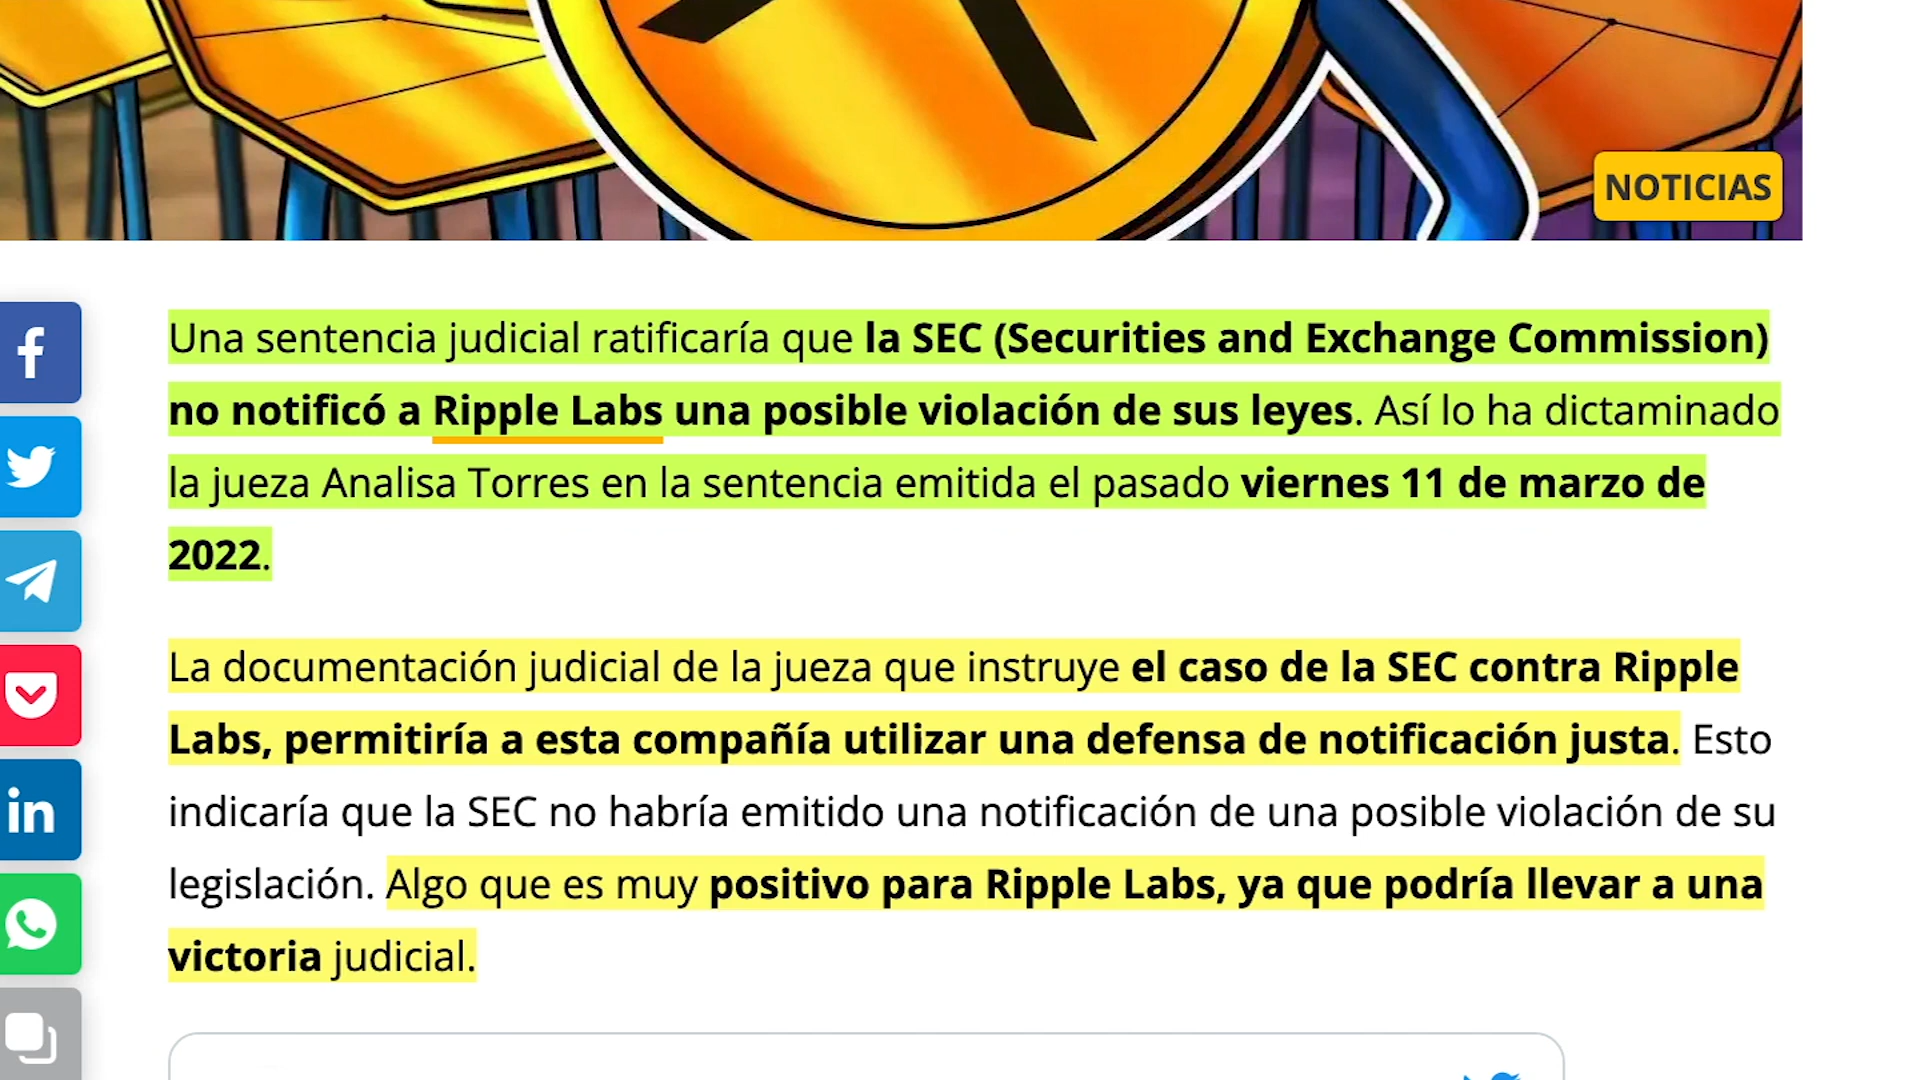 NOTICIAS
Una sentencia judicial ratificaría que la SEC (Securities and Exchange Commission)
no notificó a Ripple Labs una posible violación de sus leyes. Así lo ha dictaminado
la jueza Analisa Torres en la sentencia emitida el pasado viernes 11 de marzo de
2022.
La documentación judicial de la jueza que instruye el caso de la SEC contra Ripple
Labs, permitiría a esta compañía utilizar una defensa de notificación justa. Esto
indicaría que la SEC no habría emitido una notificación de una posible violación de su
legislación. Algo que es muy positivo para Ripple Labs, ya que podría llevar a una
victoria judicial.